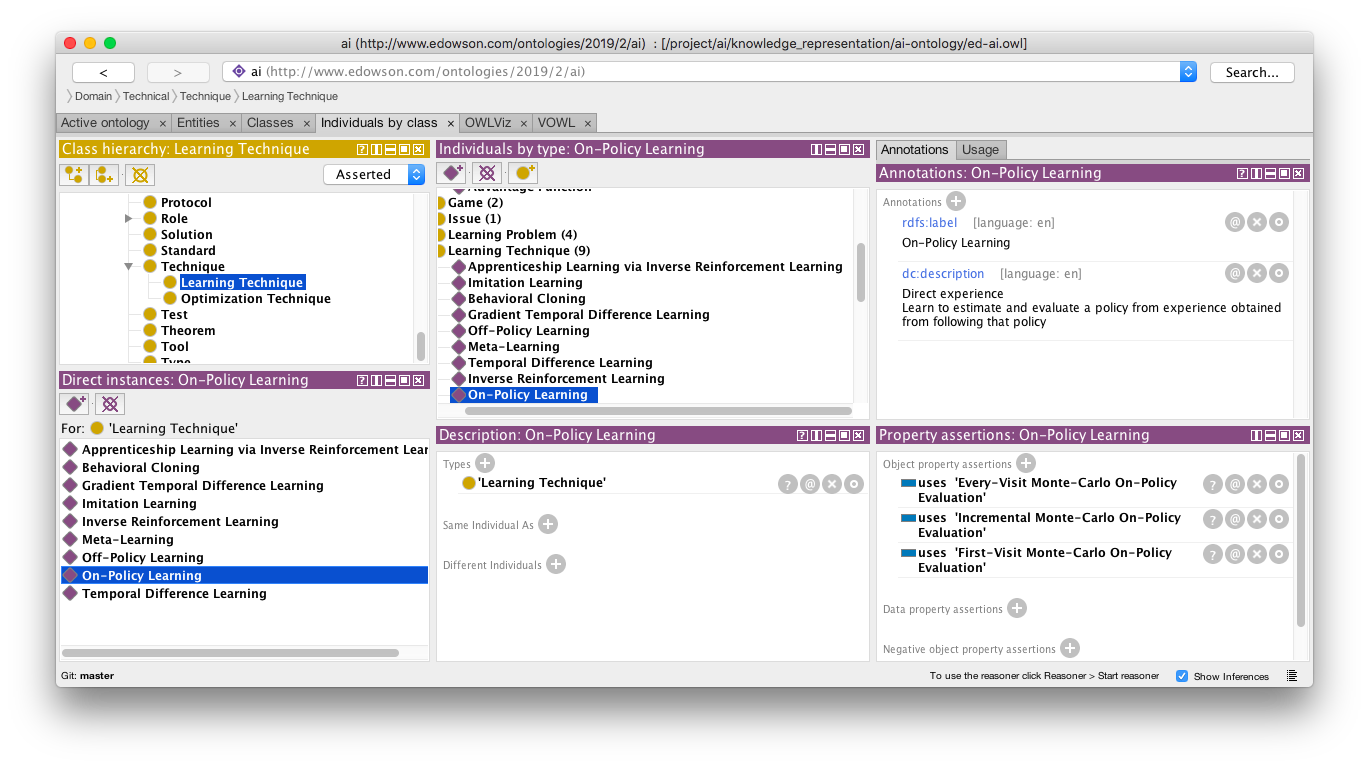 ai (http://www.edowson.com/ontologies/2019/2/ai)  : [/project/ai/knowledge_representation/ai-ontology/ed-ai.owl]
<
>
ai (http://www.edowson.com/ontologies/2019/2/ai)
Search...
Domain
Technical
Technique
Learning Technique
Active ontology ×
Entities ×
Classes ×
Individuals by class ×
OWLViz ×
VOWL ×
Class hierarchy: Learning Technique
Asserted
Protocol
Role
Solution
Standard
Technique
Learning Technique
Optimization Technique
Test
Theorem
Tool
Type
Direct instances: On-Policy Learning
For: 'Learning Technique'
Apprenticeship Learning via Inverse Reinforcement Lear
Behavioral Cloning
Gradient Temporal Difference Learning
Imitation Learning
Inverse Reinforcement Learning
Meta-Learning
Off-Policy Learning
On-Policy Learning
Temporal Difference Learning
Individuals by type: On-Policy Learning
Advantage Function
Game (2)
Issue (1)
Learning Problem (4)
Learning Technique (9)
Apprenticeship Learning via Inverse Reinforcement Learning
Imitation Learning
Behavioral Cloning
Gradient Temporal Difference Learning
Off-Policy Learning
Meta-Learning
Temporal Difference Learning
Inverse Reinforcement Learning
On-Policy Learning
Description: On-Policy Learning
Types
'Learning Technique'
Same Individual As
Different Individuals
Annotations
Usage
Annotations: On-Policy Learning
Annotations
rdfs:label [language: en]
On-Policy Learning
dc:description [language: en]
Direct experience
Learn to estimate and evaluate a policy from experience obtained
from following that policy
Property assertions: On-Policy Learning
Object property assertions
uses 'Every-Visit Monte-Carlo On-Policy
Evaluation'
uses 'Incremental Monte-Carlo On-Policy
Evaluation'
uses 'First-Visit Monte-Carlo On-Policy
Evaluation'
Data property assertions
Negative object property assertions
Git: master
To use the reasoner click Reasoner > Start reasoner
Show Inferences